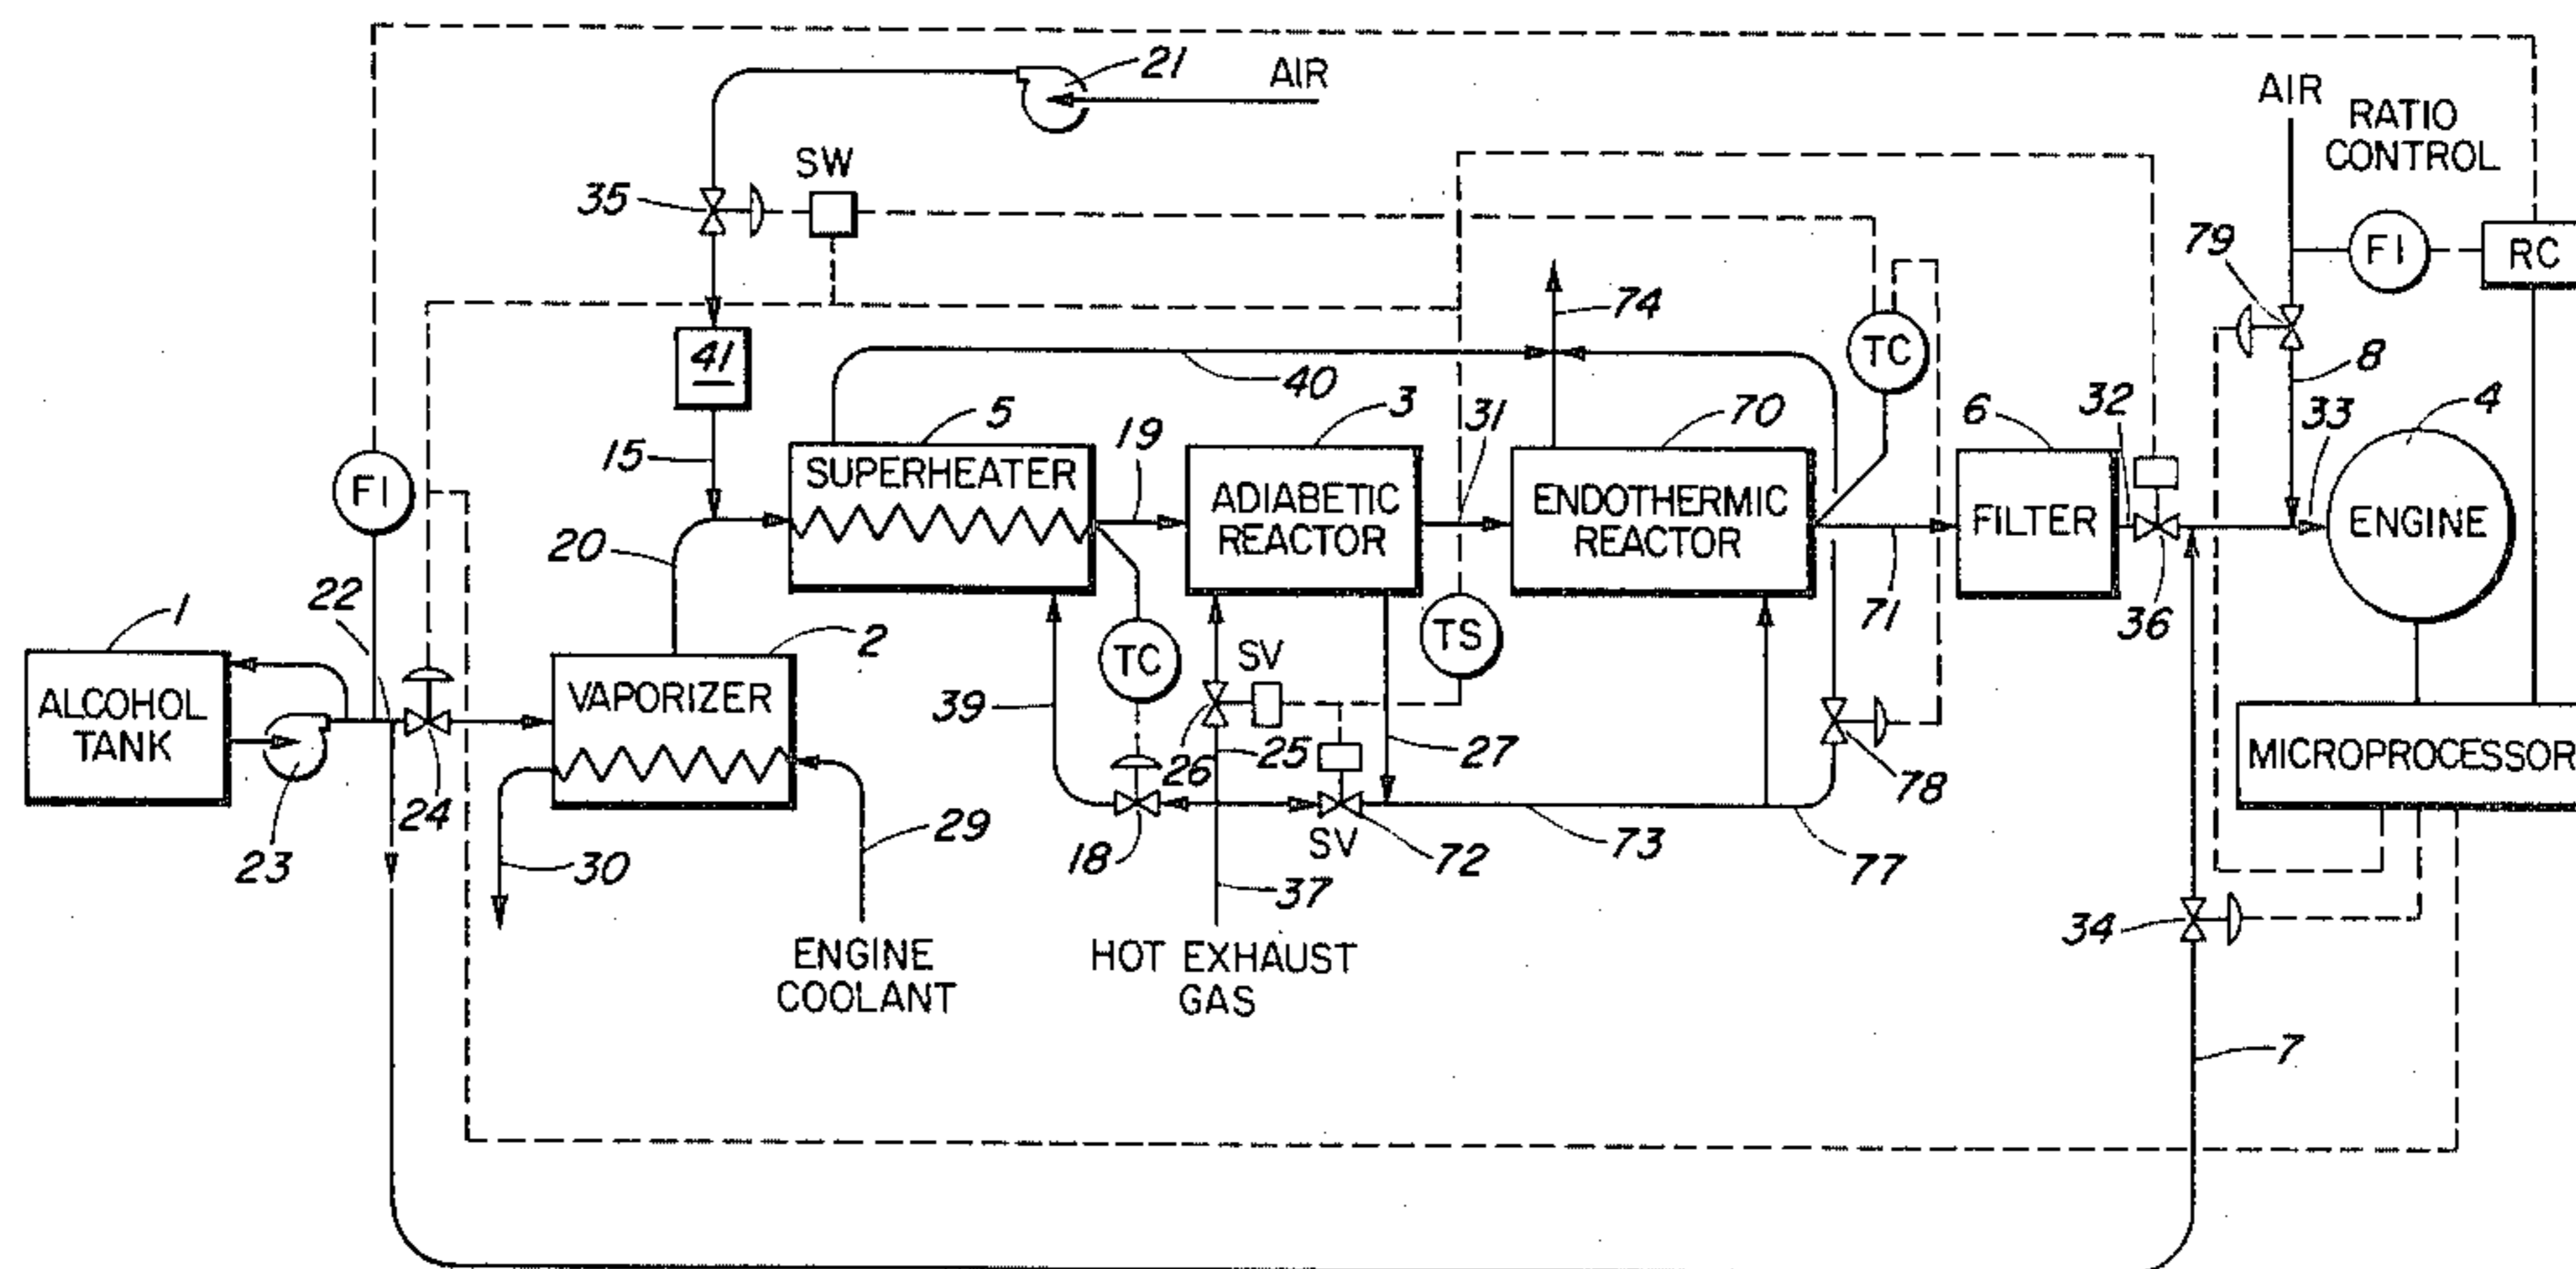 21
AIR
AIR
RATIO
CONTROL
SW
35
79
FI
RC
41
74
TC
8
40
5
3
70
6
32
33
4
15
19
31
FI
SUPERHEATER
ADIABETIC
REACTOR
ENDOTHERMIC
REACTOR
FILTER
ENGINE
20
22
1
2
71
36
TC
SV
TS
ALCOHOL
TANK
VAPORIZER
39
26
25
27
78
MICROPROCESSOR
23
24
30
29
18
SV
72
73
77
37
34
ENGINE
COOLANT
HOT EXHAUST
GAS
7